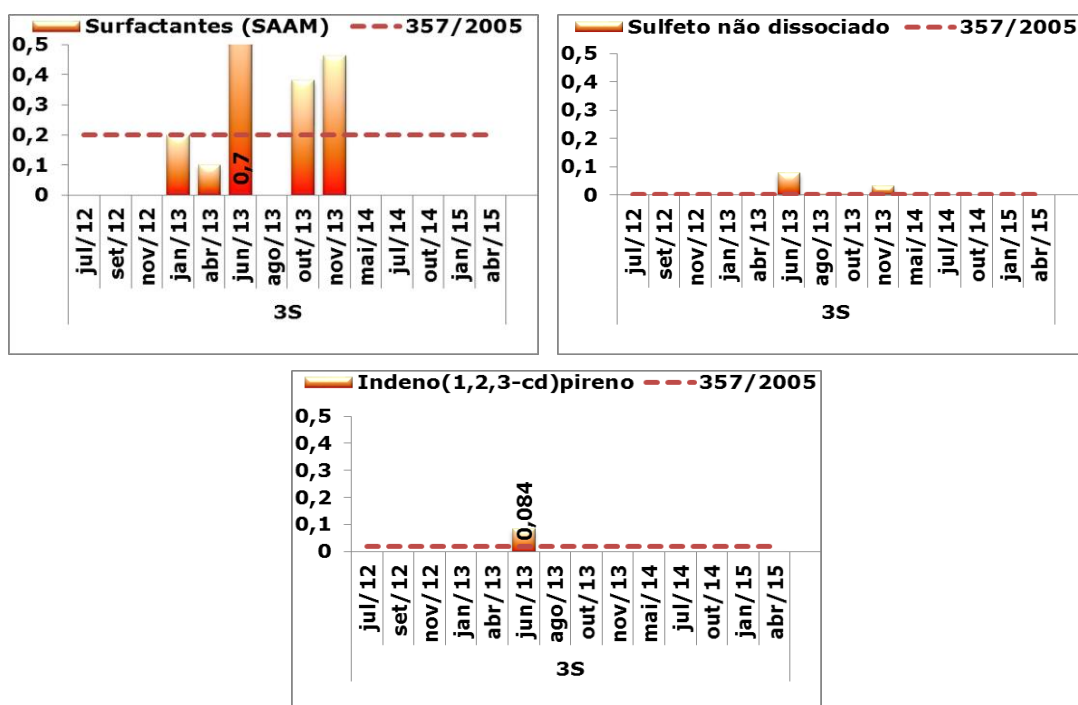 Surfactantes (SAAM) 357/2005
0,5
0,4
0,3
0,2
0,1
0
0,7
jul/12
set/12
nov/12
jan/13
abr/13
jun/13
ago/13
out/13
nov/13
mai/14
jul/14
out/14
jan/15
abr/15
3S
Sulfeto não dissociado 357/2005
0,5
0,4
0,3
0,2
0,1
0
jul/12
set/12
nov/12
jan/13
abr/13
jun/13
ago/13
out/13
nov/13
mai/14
jul/14
out/14
jan/15
abr/15
3S
Indeno(1,2,3-cd)pireno 357/2005
0,5
0,4
0,3
0,2
0,1
0
0,084
jul/12
set/12
nov/12
jan/13
abr/13
jun/13
ago/13
out/13
nov/13
mai/14
jul/14
out/14
jan/15
abr/15
3S